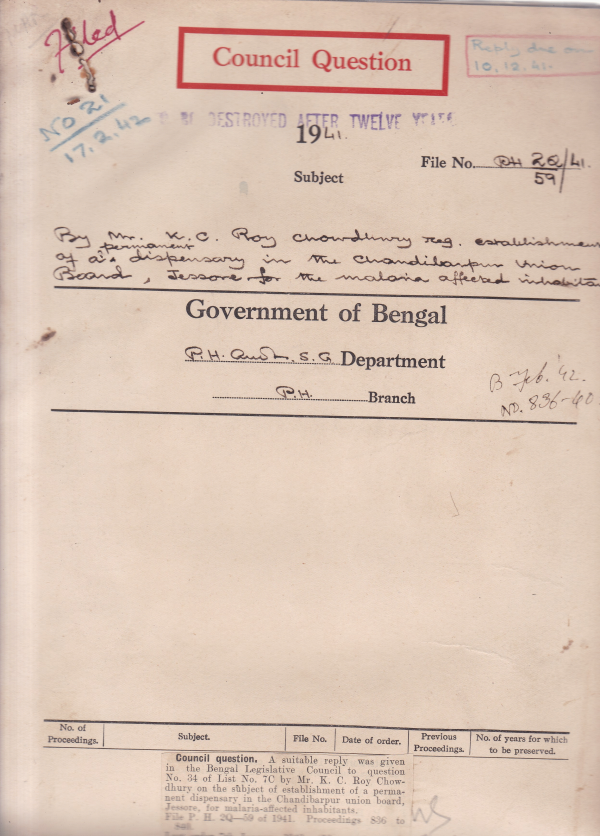 Filed
Council Question
Reply due on
10.12.41.
No 21
17.2.42
DESTROYED AFTER TWELVE YEARS
1941.
File No. PH 2Q/41.
59
Subject
By Mr. K. C. Roy Chowdhury reg. establishment
permanent
of a dispensary in the Chandibarpur Union
Board, Jessore for the malaria affected inhabitan
Government of Bengal
P.H. and L.S.G. Department
P.H. Branch
B Feb. '42.
No. 836-40
No. of Proceedings. Subject. File No. Date of order. Previous Proceedings. No. of years for which to be preserved.
Council question. A suitable reply was given
in the Bengal Legislative Council to question
No. 34 of List No. 7C by Mr. K. C. Roy Chow-
dhury on the subject of establishment of a perma-
nent dispensary in the Chandibarpur union board,
Jessore, for malaria-affected inhabitants.
File P. H. 2Q—59 of 1941. Proceedings 836 to
840.